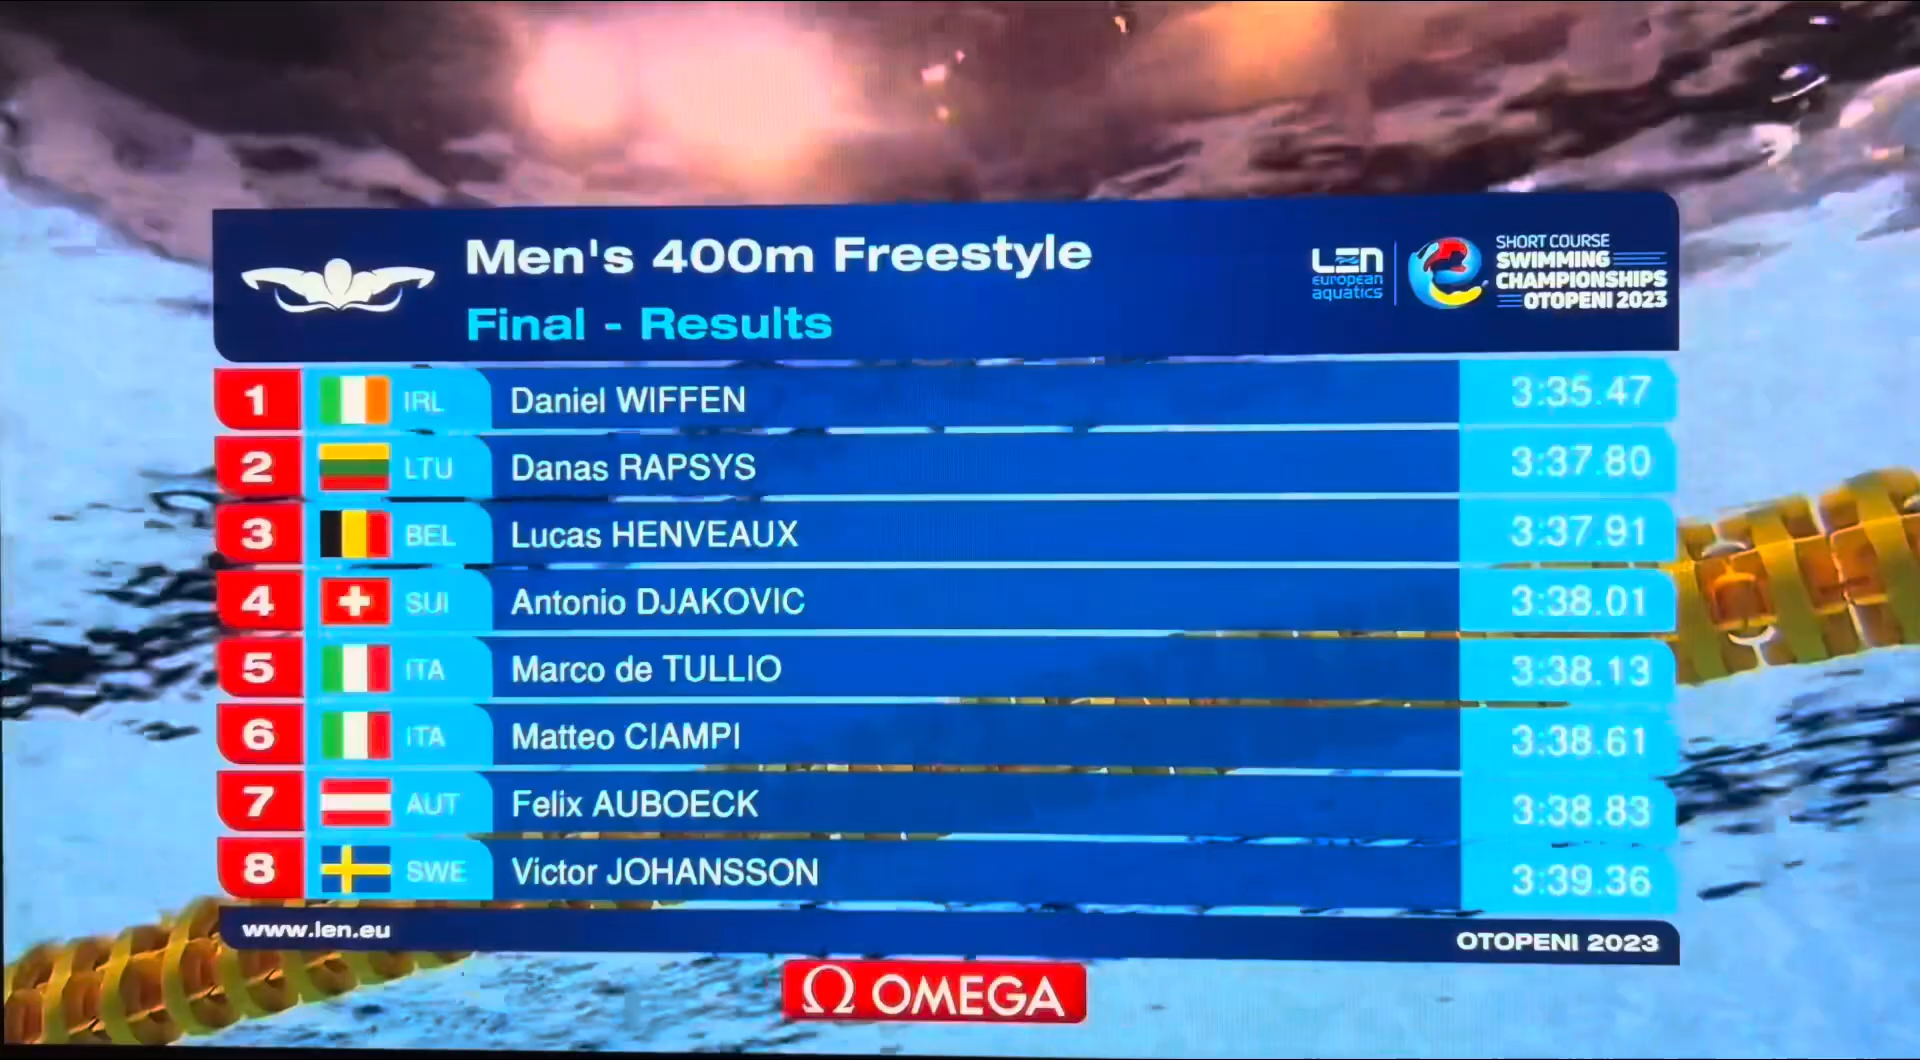 Men's 400m Freestyle
Final - Results
LEN
european
aquatics
SHORT COURSE
SWIMMING
CHAMPIONSHIPS
OTOPENI 2023
1 IRL Daniel WIFFEN 3:35.47
2 LTU Danas RAPSYS 3:37.80
3 BEL Lucas HENVEAUX 3:37.91
4 SUI Antonio DJAKOVIC 3:38.01
5 ITA Marco de TULLIO 3:38.13
6 ITA Matteo CIAMPI 3:38.61
7 AUT Felix AUBOECK 3:38.83
8 SWE Victor JOHANSSON 3:39.36
www.len.eu
OTOPENI 2023
Ω OMEGA